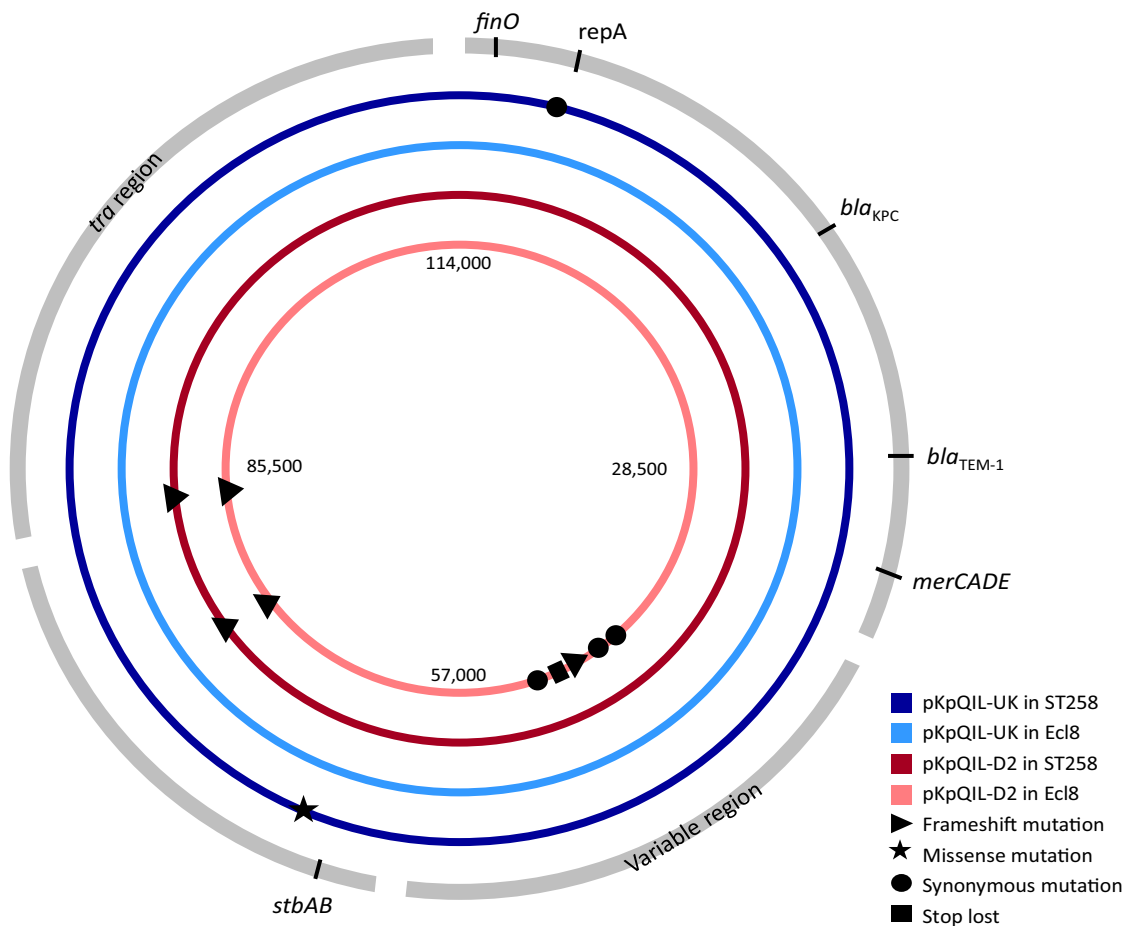 finO
repA
tra region
blaKPC
114,000
85,500
28,500
blaTEM-1
merCADE
57,000
pKpQIL-UK in ST258
pKpQIL-UK in Ecl8
pKpQIL-D2 in ST258
pKpQIL-D2 in Ecl8
Frameshift mutation
Missense mutation
Synonymous mutation
Stop lost
Variable region
stbAB